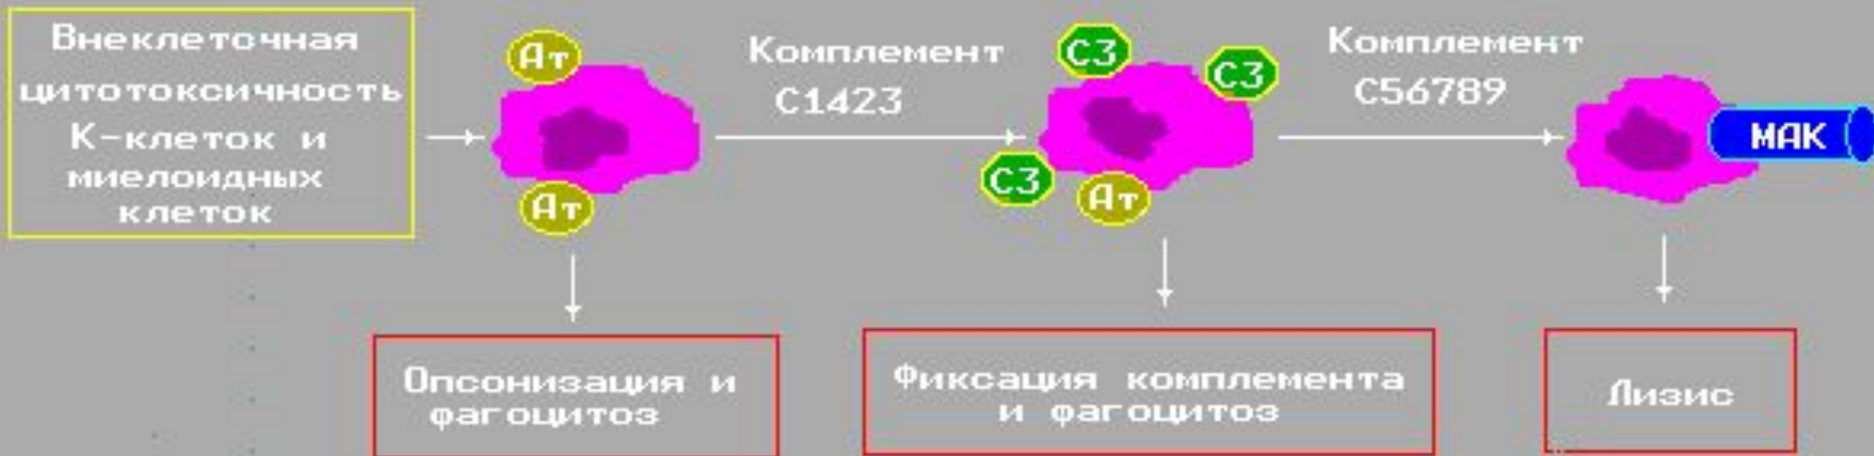 Внеклеточная
цитотоксичность
К-клеток и
миелоидных
клеток
Ат
Ат
Комплемент
С1423
С3
С3
С3
Ат
Комплемент
С56789
МАК
Опсонизация и
фагоцитоз
Фиксация комплемента
и фагоцитоз
Лизис